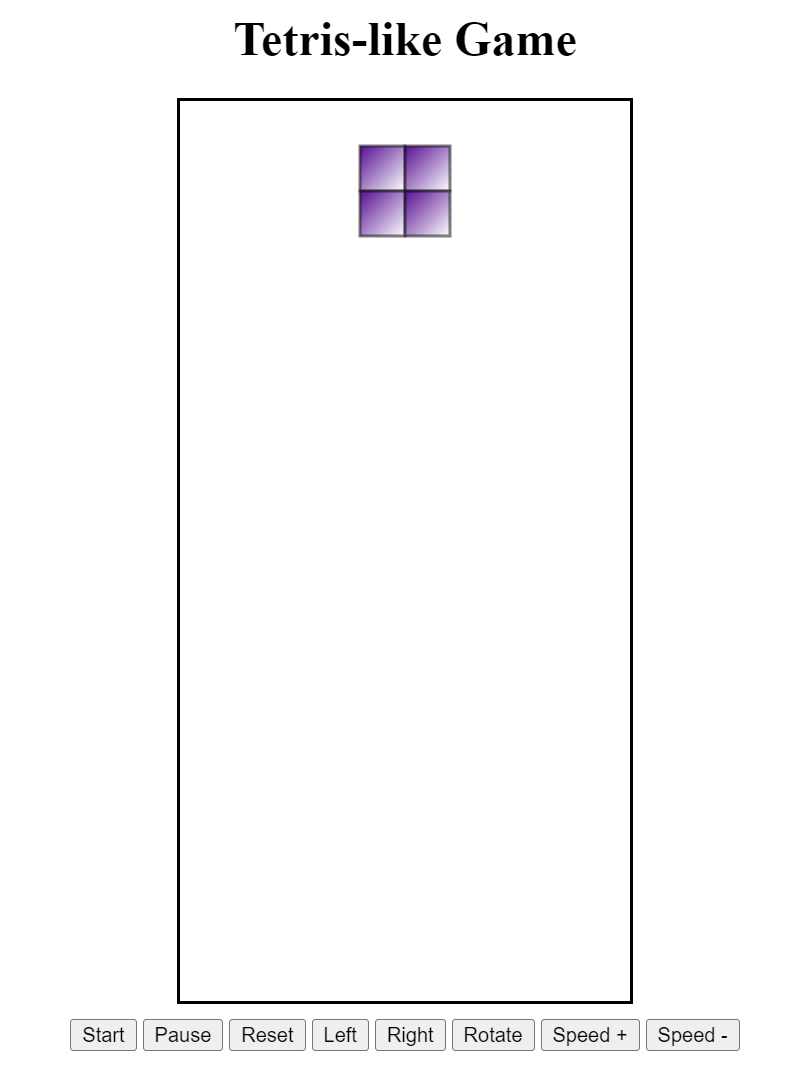 Tetris-like Game
Start Pause Reset Left Right Rotate Speed + Speed -